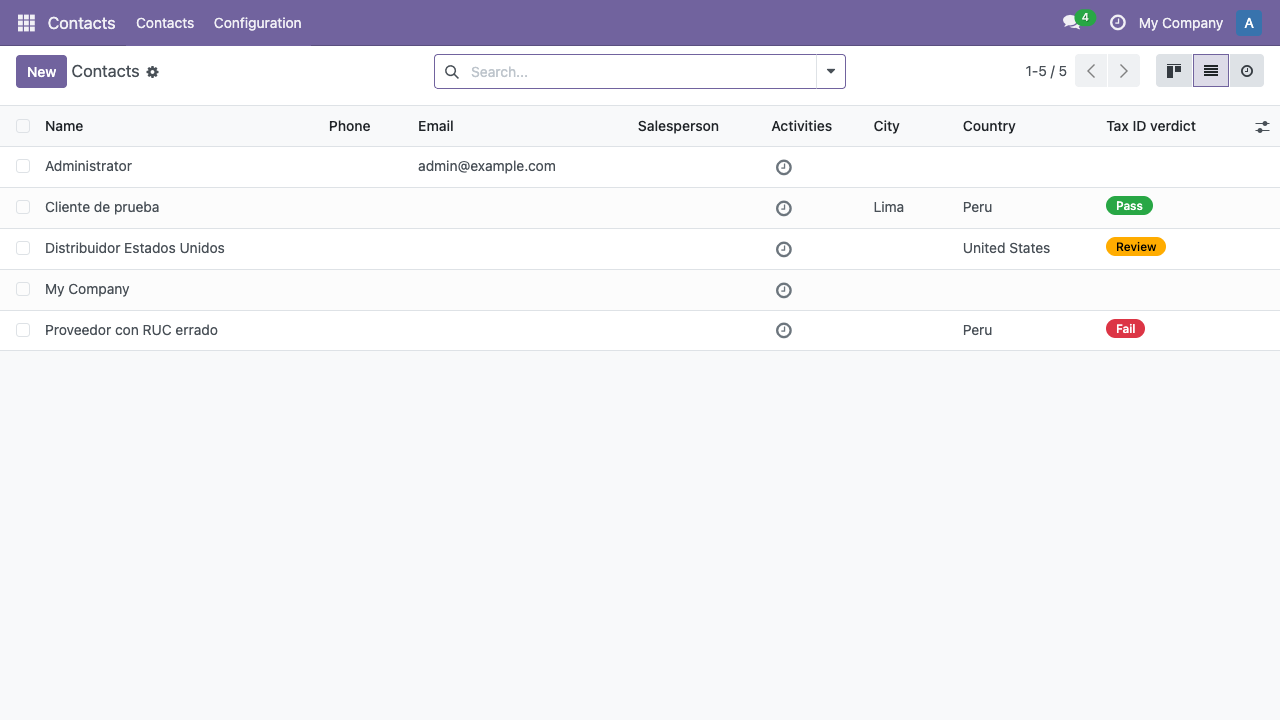 Contacts Contacts Configuration 4 My Company A
New Contacts Search... 1-5 / 5
Name Phone Email Salesperson Activities City Country Tax ID verdict
Administrator admin@example.com
Cliente de prueba Lima Peru Pass
Distribuidor Estados Unidos United States Review
My Company
Proveedor con RUC errado Peru Fail